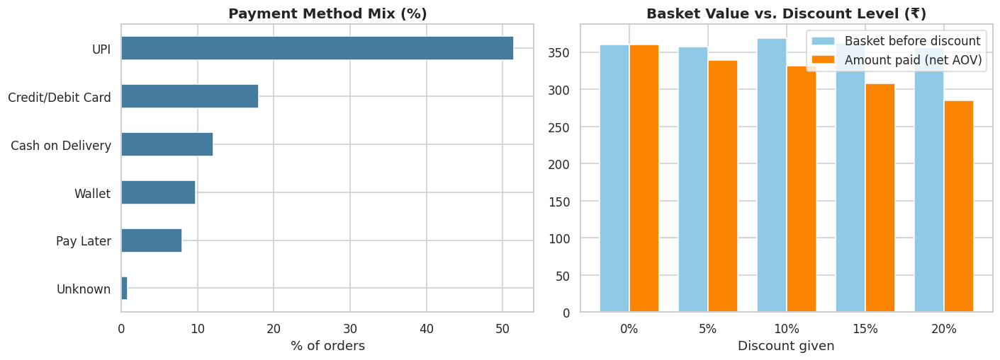 Payment Method Mix (%)
UPI
Credit/Debit Card
Cash on Delivery
Wallet
Pay Later
Unknown
0 10 20 30 40 50
% of orders
Basket Value vs. Discount Level (₹)
Basket before discount
Amount paid (net AOV)
350
300
250
200
150
100
50
0
0% 5% 10% 15% 20%
Discount given